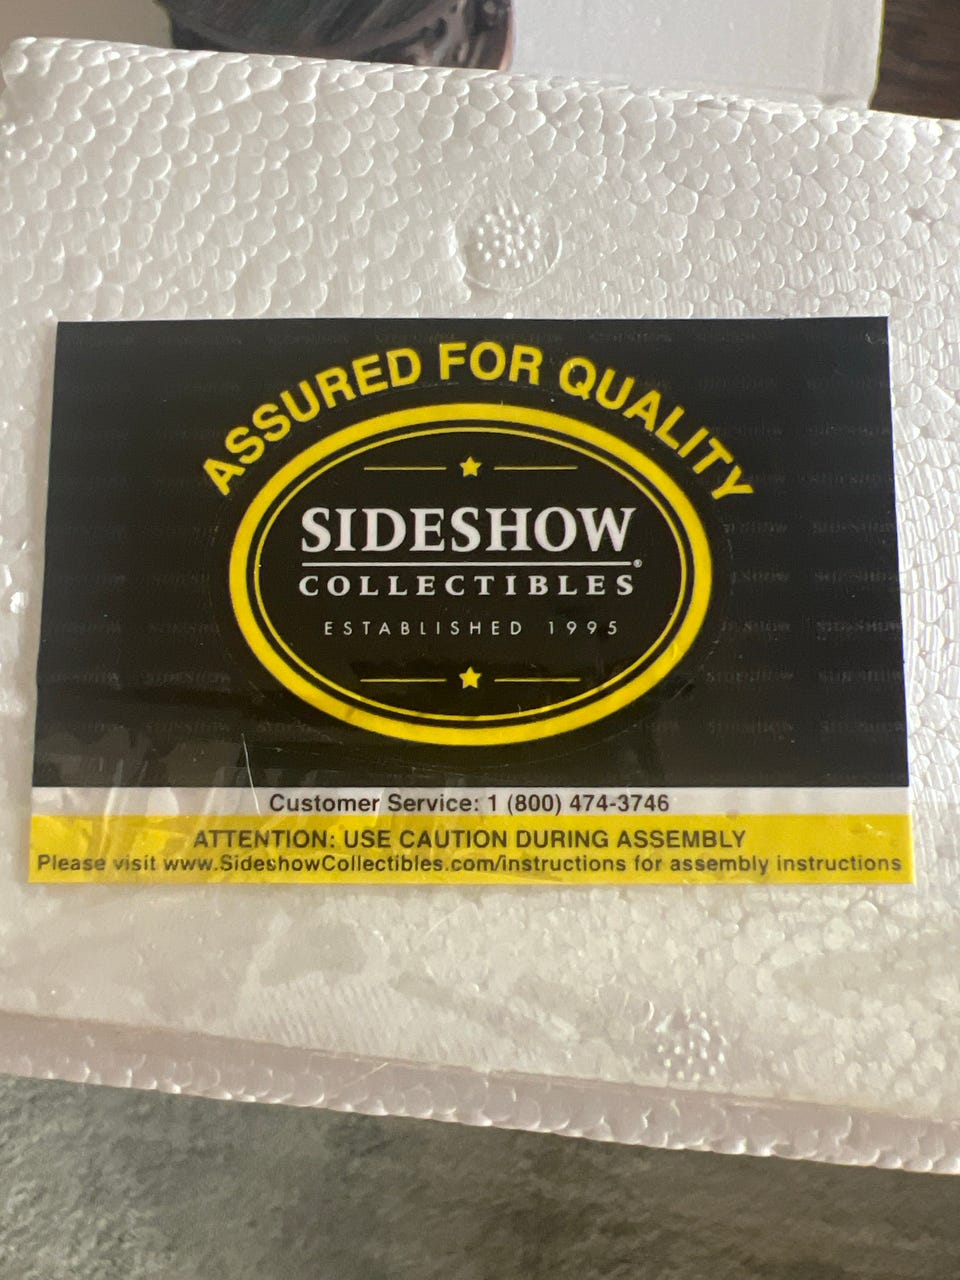 ASSURED FOR QUALITY
SIDESHOW
COLLECTIBLES
ESTABLISHED 1995
Customer Service: 1 (800) 474-3746
ATTENTION: USE CAUTION DURING ASSEMBLY
Please visit www.SideshowCollectibles.com/instructions for assembly instructions